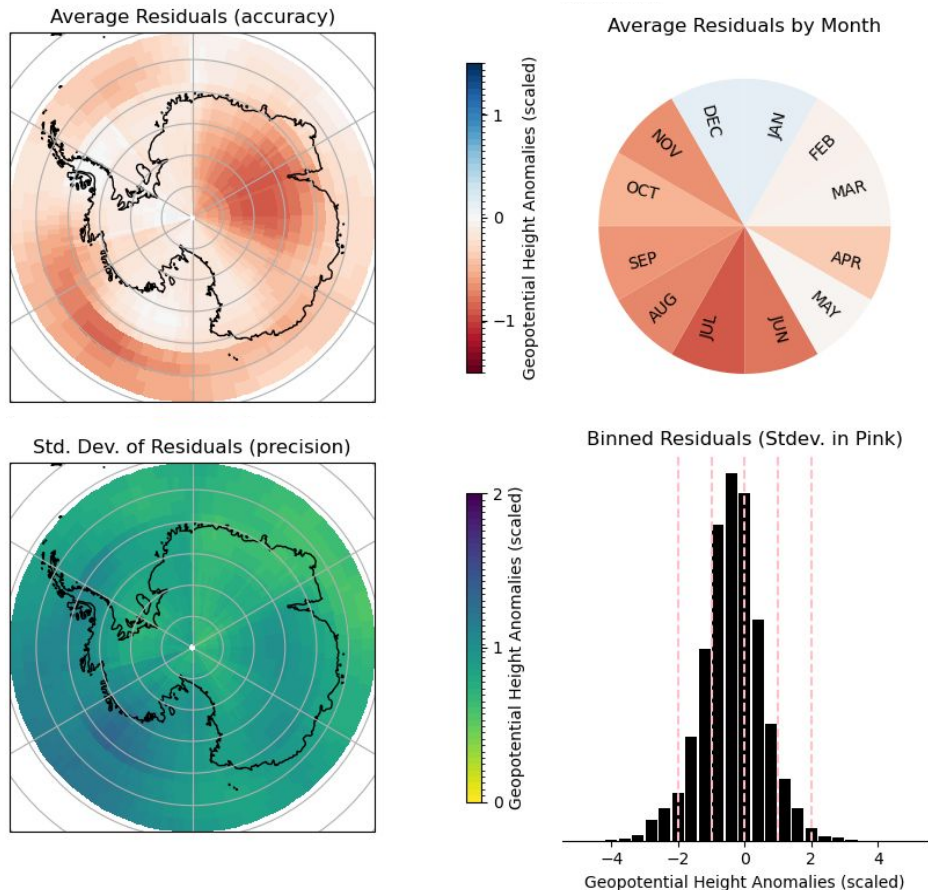 Average Residuals (accuracy)
1
0
−1
Geopotential Height Anomalies (scaled)
Average Residuals by Month
DEC
JAN
NOV
FEB
OCT
MAR
SEP
APR
AUG
MAY
JUL
JUN
Std. Dev. of Residuals (precision)
2
1
0
Geopotential Height Anomalies (scaled)
Binned Residuals (Stdev. in Pink)
−4 −2 0 2 4
Geopotential Height Anomalies (scaled)